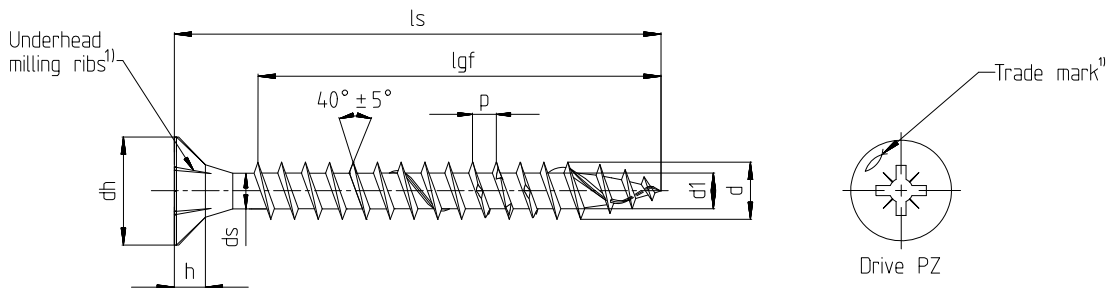 ls
Underhead
milling ribs¹⁾
lgf
40° ±5°
p
Trade mark¹⁾
dh
ds
d1
d
h
Drive PZ